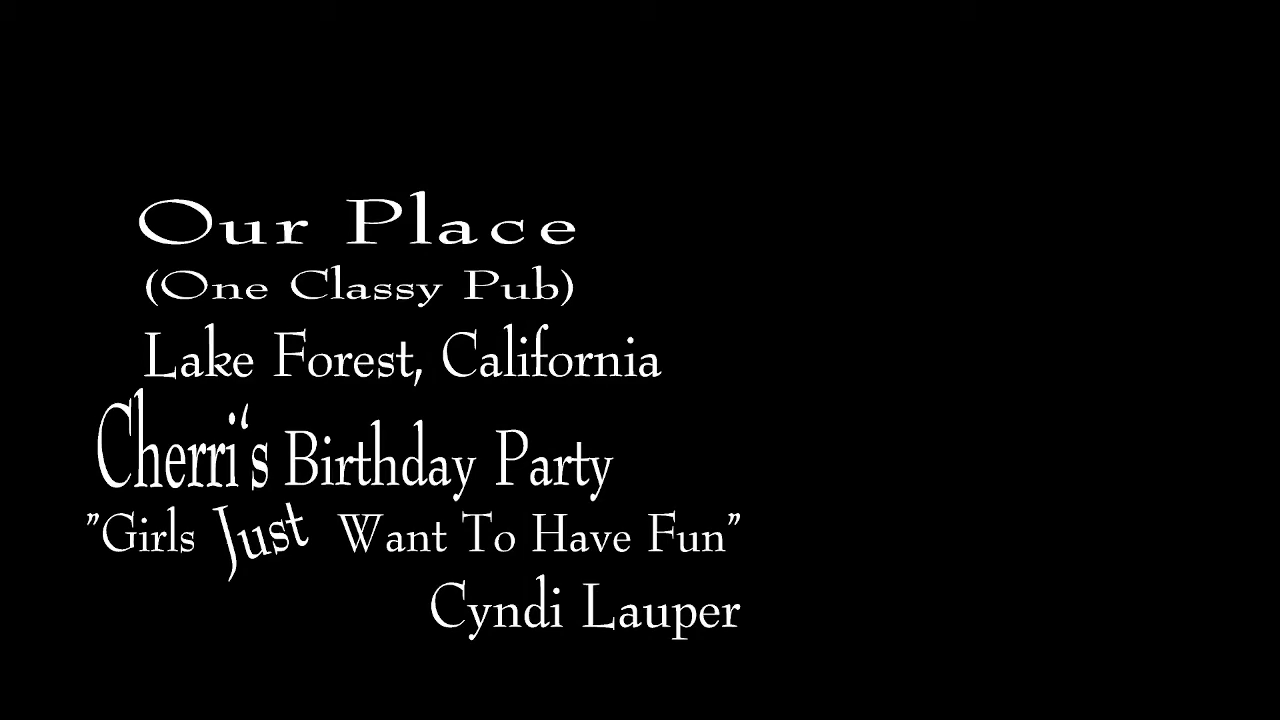 Our Place
(One Classy Pub)
Lake Forest, California
Cherri‘s Birthday Party
”Girls Just Want To Have Fun”
Cyndi Lauper